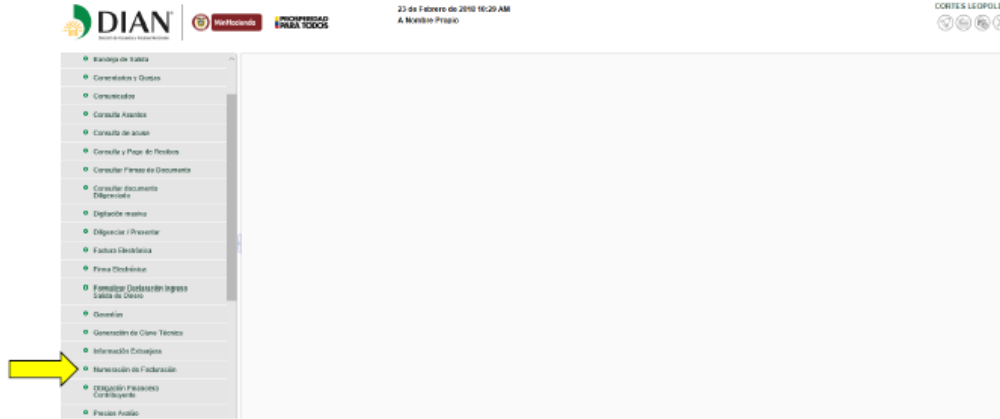 DIAN
MinHacienda
PROSPERIDAD
PARA TODOS
23 de Febrero de 2018 10:29 AM
A Nombre Propio
CORTES LEOPOL
Bandeja de Salida
Comentarios y Quejas
Comunicados
Consulta Asuntos
Consulta de acuse
Consulta y Pago de Recibos
Consultar Firmas de Documento
Consultar documento
Diligenciado
Digitación masiva
Diligenciar / Presentar
Factura Electrónica
Firma Electrónica
Formalizar Declaración Ingreso
Salida de Dinero
Garantías
Generación de Clave Técnica
Información Extranjera
Numeración de Facturación
Obligación Financiera
Contribuyente
Precios Avalúo